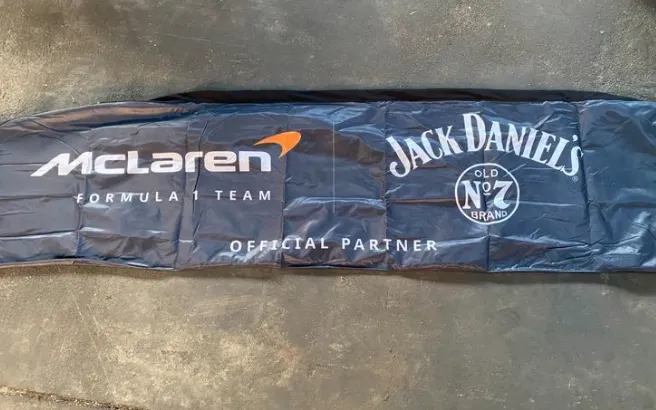 McLaren
FORMULA 1 TEAM
JACK DANIEL'S
OLD
Nº7
BRAND
OFFICIAL PARTNER